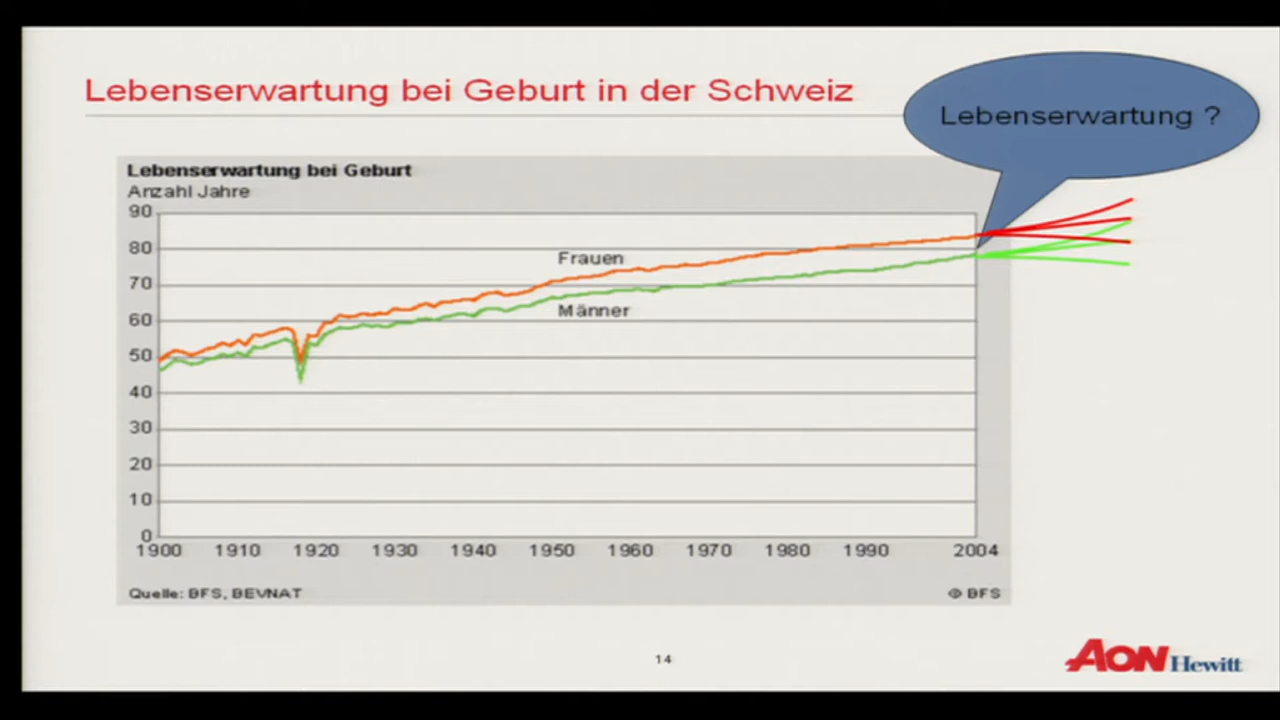 Lebenserwartung bei Geburt in der Schweiz
Lebenserwartung ?
Lebenserwartung bei Geburt
Anzahl Jahre
90
80
70
60
50
40
30
20
10
0
Frauen
Männer
1900 1910 1920 1930 1940 1950 1960 1970 1980 1990 2004
Quelle: BFS, BEVNAT
© BFS
14
AON Hewitt